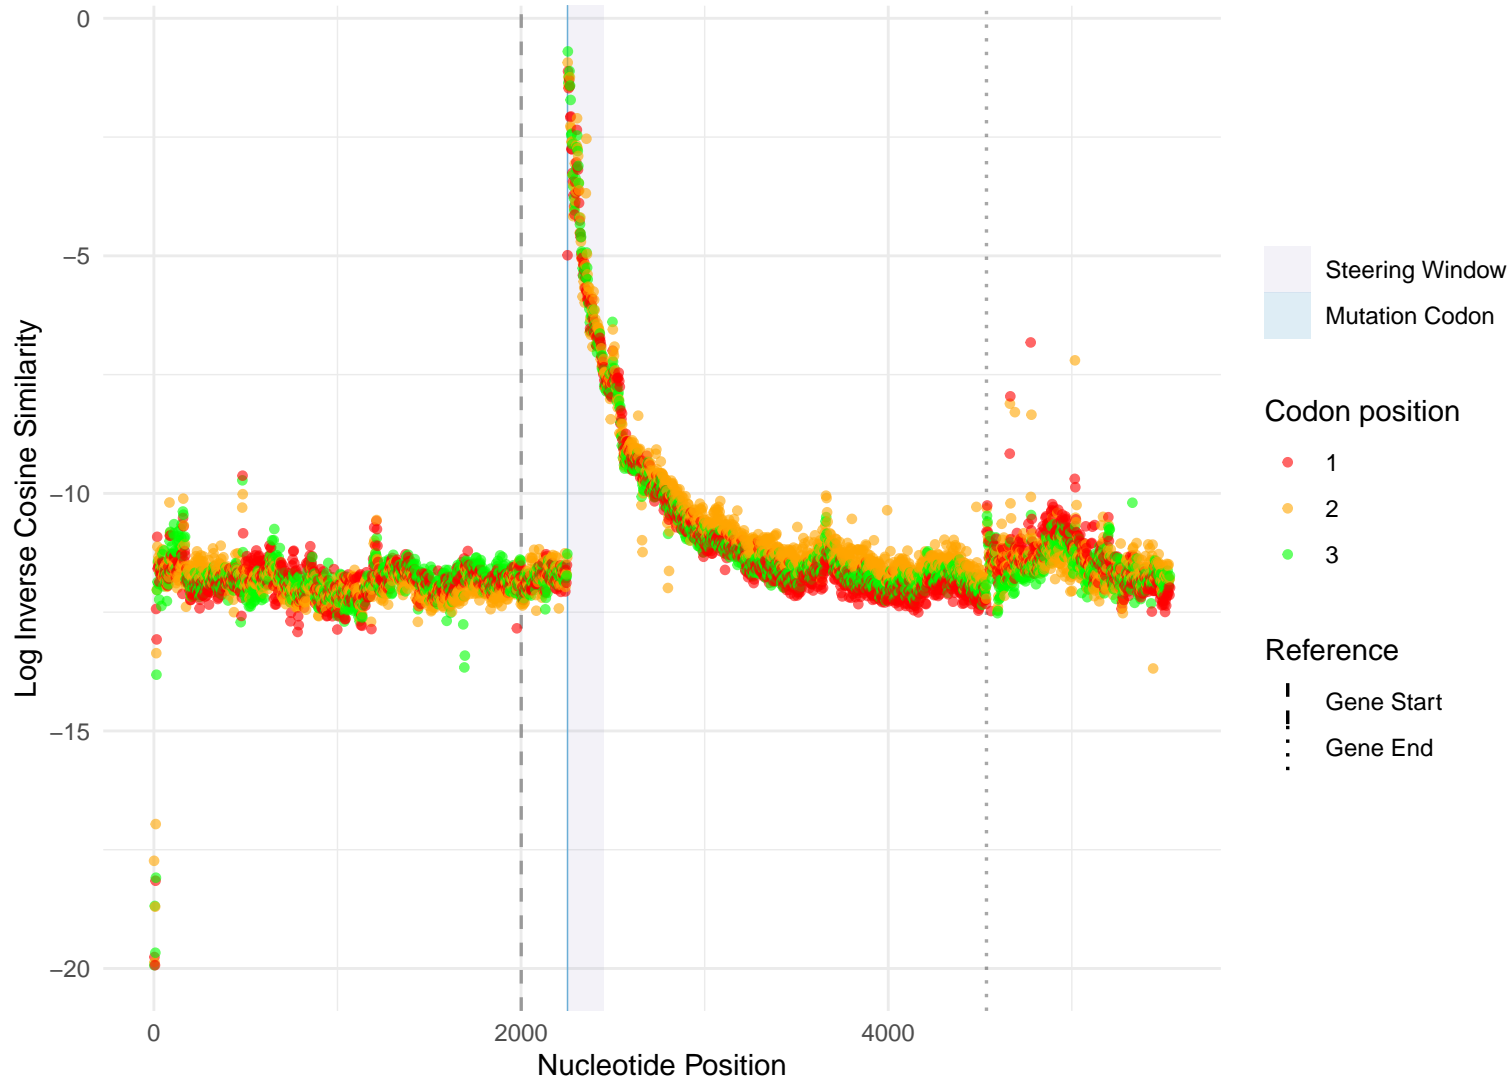 0
−5
−10
−15
−20
Log Inverse Cosine Similarity
0
2000
4000
Nucleotide Position
Steering Window
Mutation Codon
Codon position
1
2
3
Reference
Gene Start
Gene End